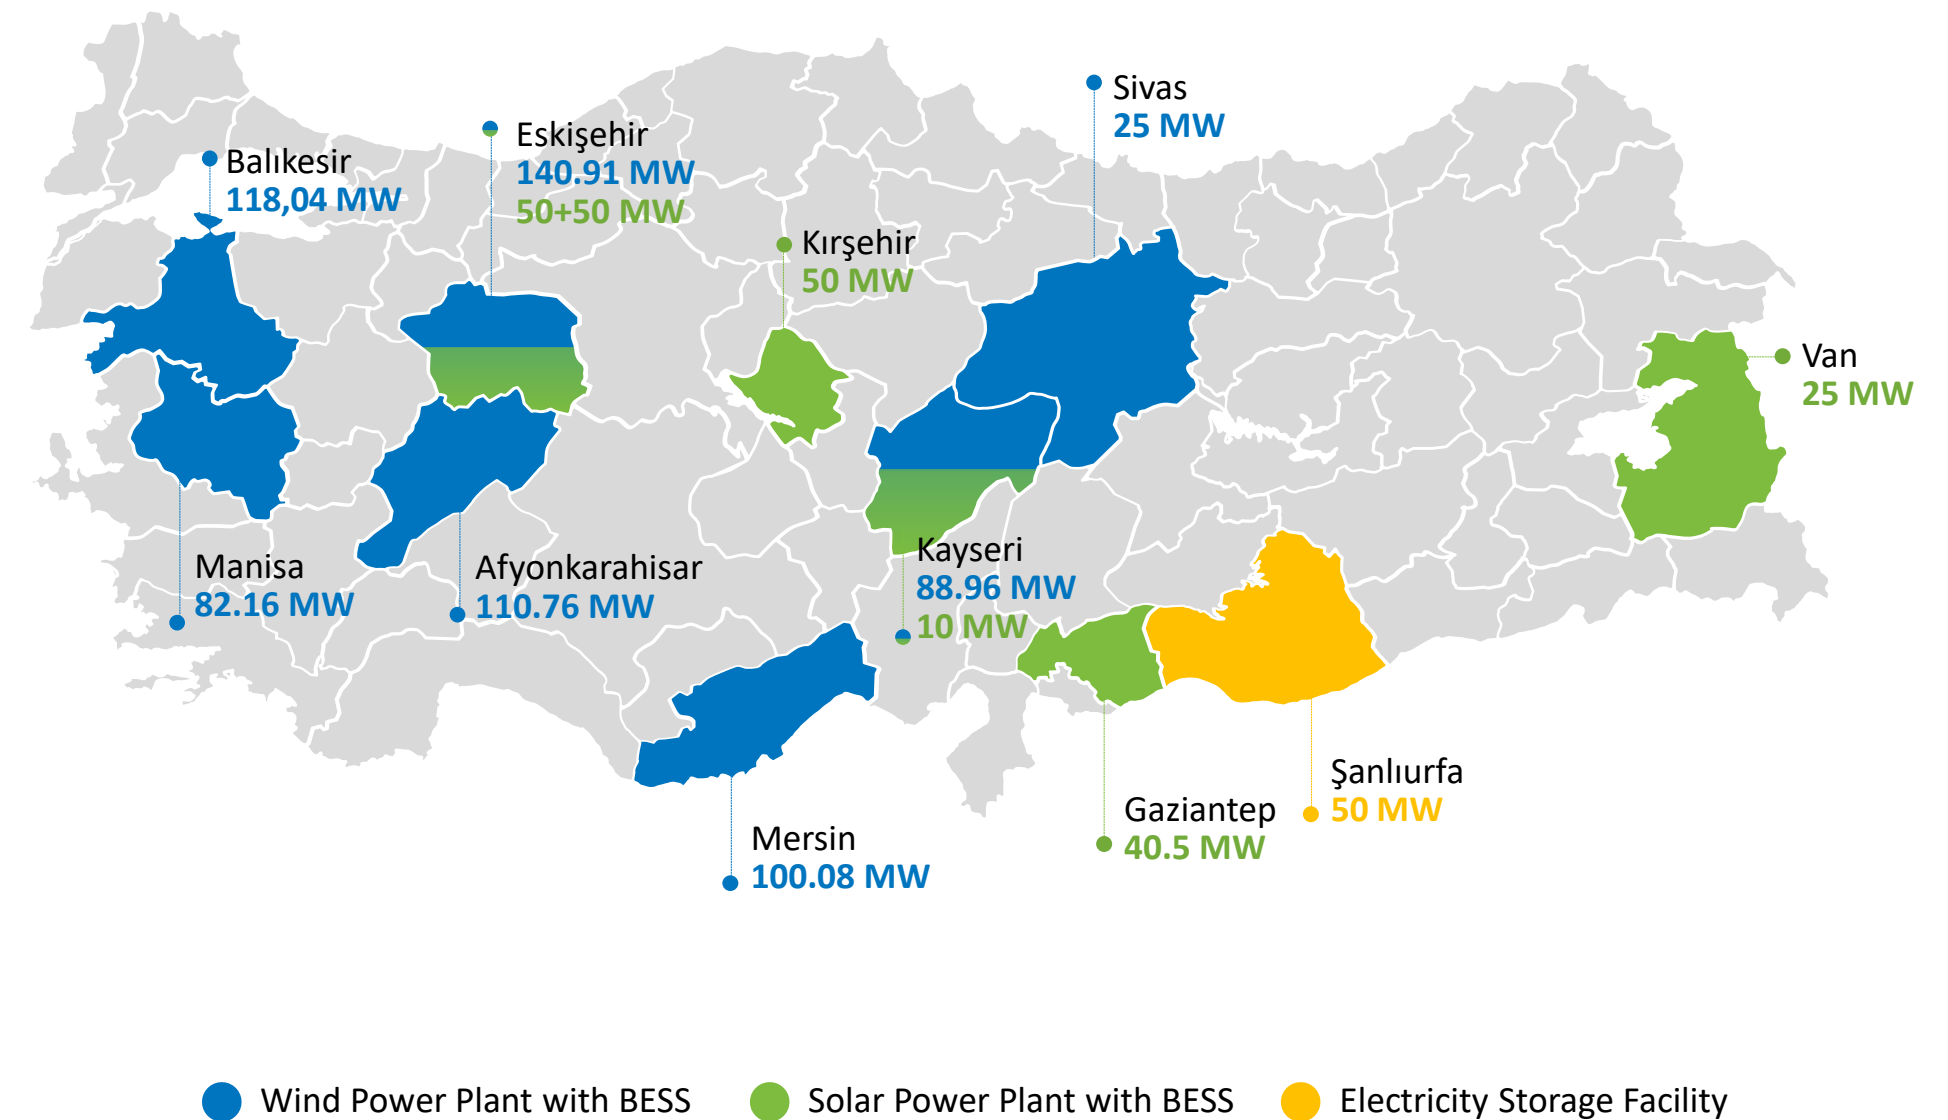 Sivas
25 MW
Eskişehir
140.91 MW
50+50 MW
Balıkesir
118,04 MW
Kırşehir
50 MW
Van
25 MW
Manisa
82.16 MW
Afyonkarahisar
110.76 MW
Kayseri
88.96 MW
10 MW
Şanlıurfa
50 MW
Gaziantep
40.5 MW
Mersin
100.08 MW
Wind Power Plant with BESS
Solar Power Plant with BESS
Electricity Storage Facility